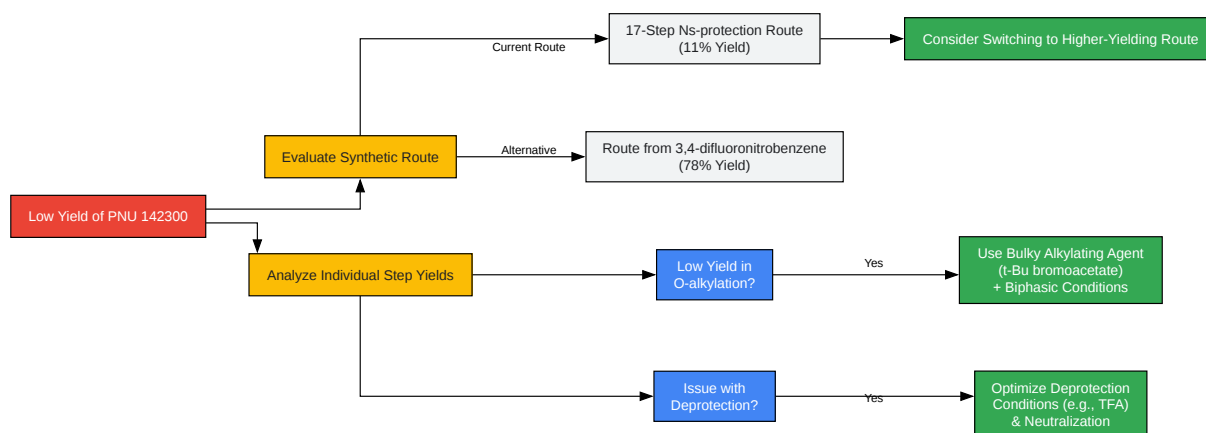 17-Step Ns-protection Route
(11% Yield)
Consider Switching to Higher-Yielding Route
Current Route
Evaluate Synthetic Route
Alternative
Route from 3,4-difluoronitrobenzene
(78% Yield)
Low Yield of PNU 142300
Analyze Individual Step Yields
Low Yield in
O-alkylation?
Yes
Use Bulky Alkylating Agent
(t-Bu bromoacetate)
+ Biphasic Conditions
Issue with
Deprotection?
Yes
Optimize Deprotection
Conditions (e.g., TFA)
& Neutralization